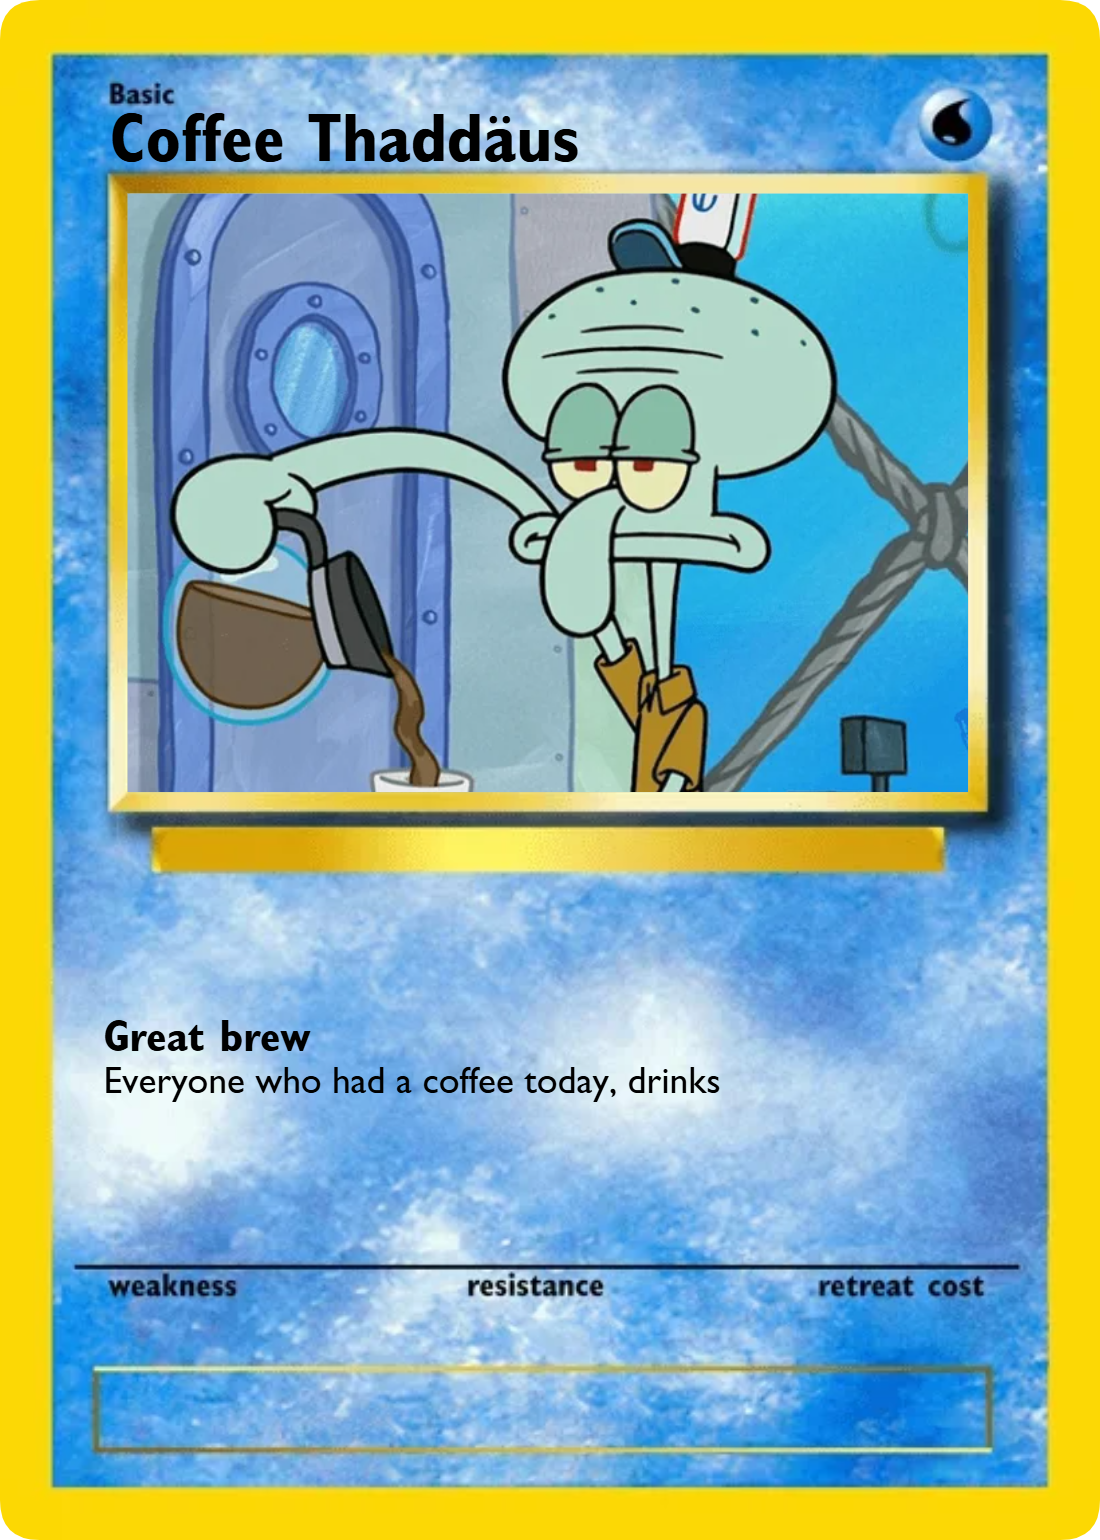 Basic
Coffee Thaddäus
Great brew
Everyone who had a coffee today, drinks
weakness
resistance
retreat cost